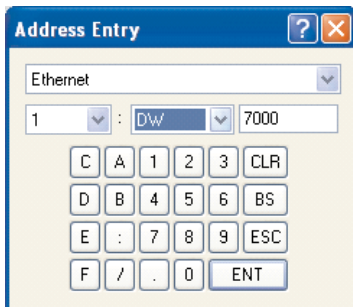 Address Entry ? X
Ethernet
1 : DW 7000
C A 1 2 3 CLR
D B 4 5 6 BS
E : 7 8 9 ESC
F / . 0 ENT